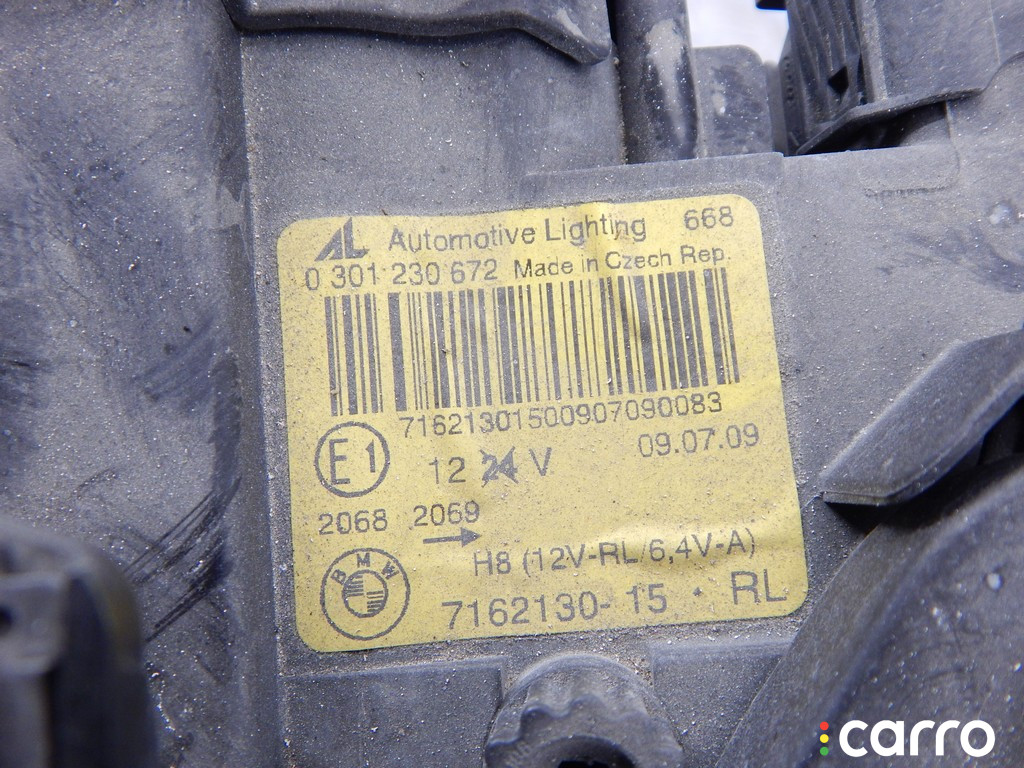 AL Automotive Lighting 668
0 301 230 672 Made in Czech Rep.
71621301500907090083
E1 12 24 V 09.07.09
2068 2069
H8 (12V-RL/6,4V-A)
BMW 7162130-15 · RL
carro